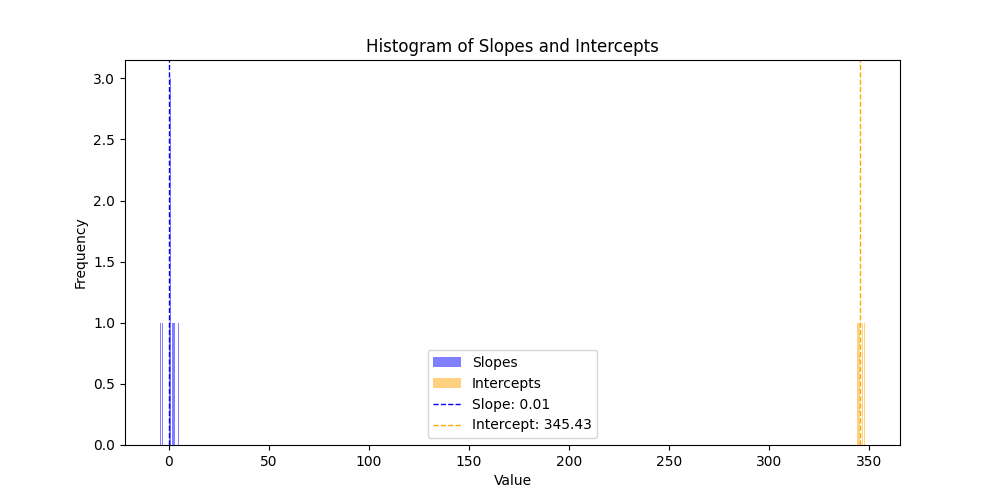 Histogram of Slopes and Intercepts
Frequency
3.0
2.5
2.0
1.5
1.0
0.5
0.0
Slopes
Intercepts
Slope: 0.01
Intercept: 345.43
0 50 100 150 200 250 300 350
Value